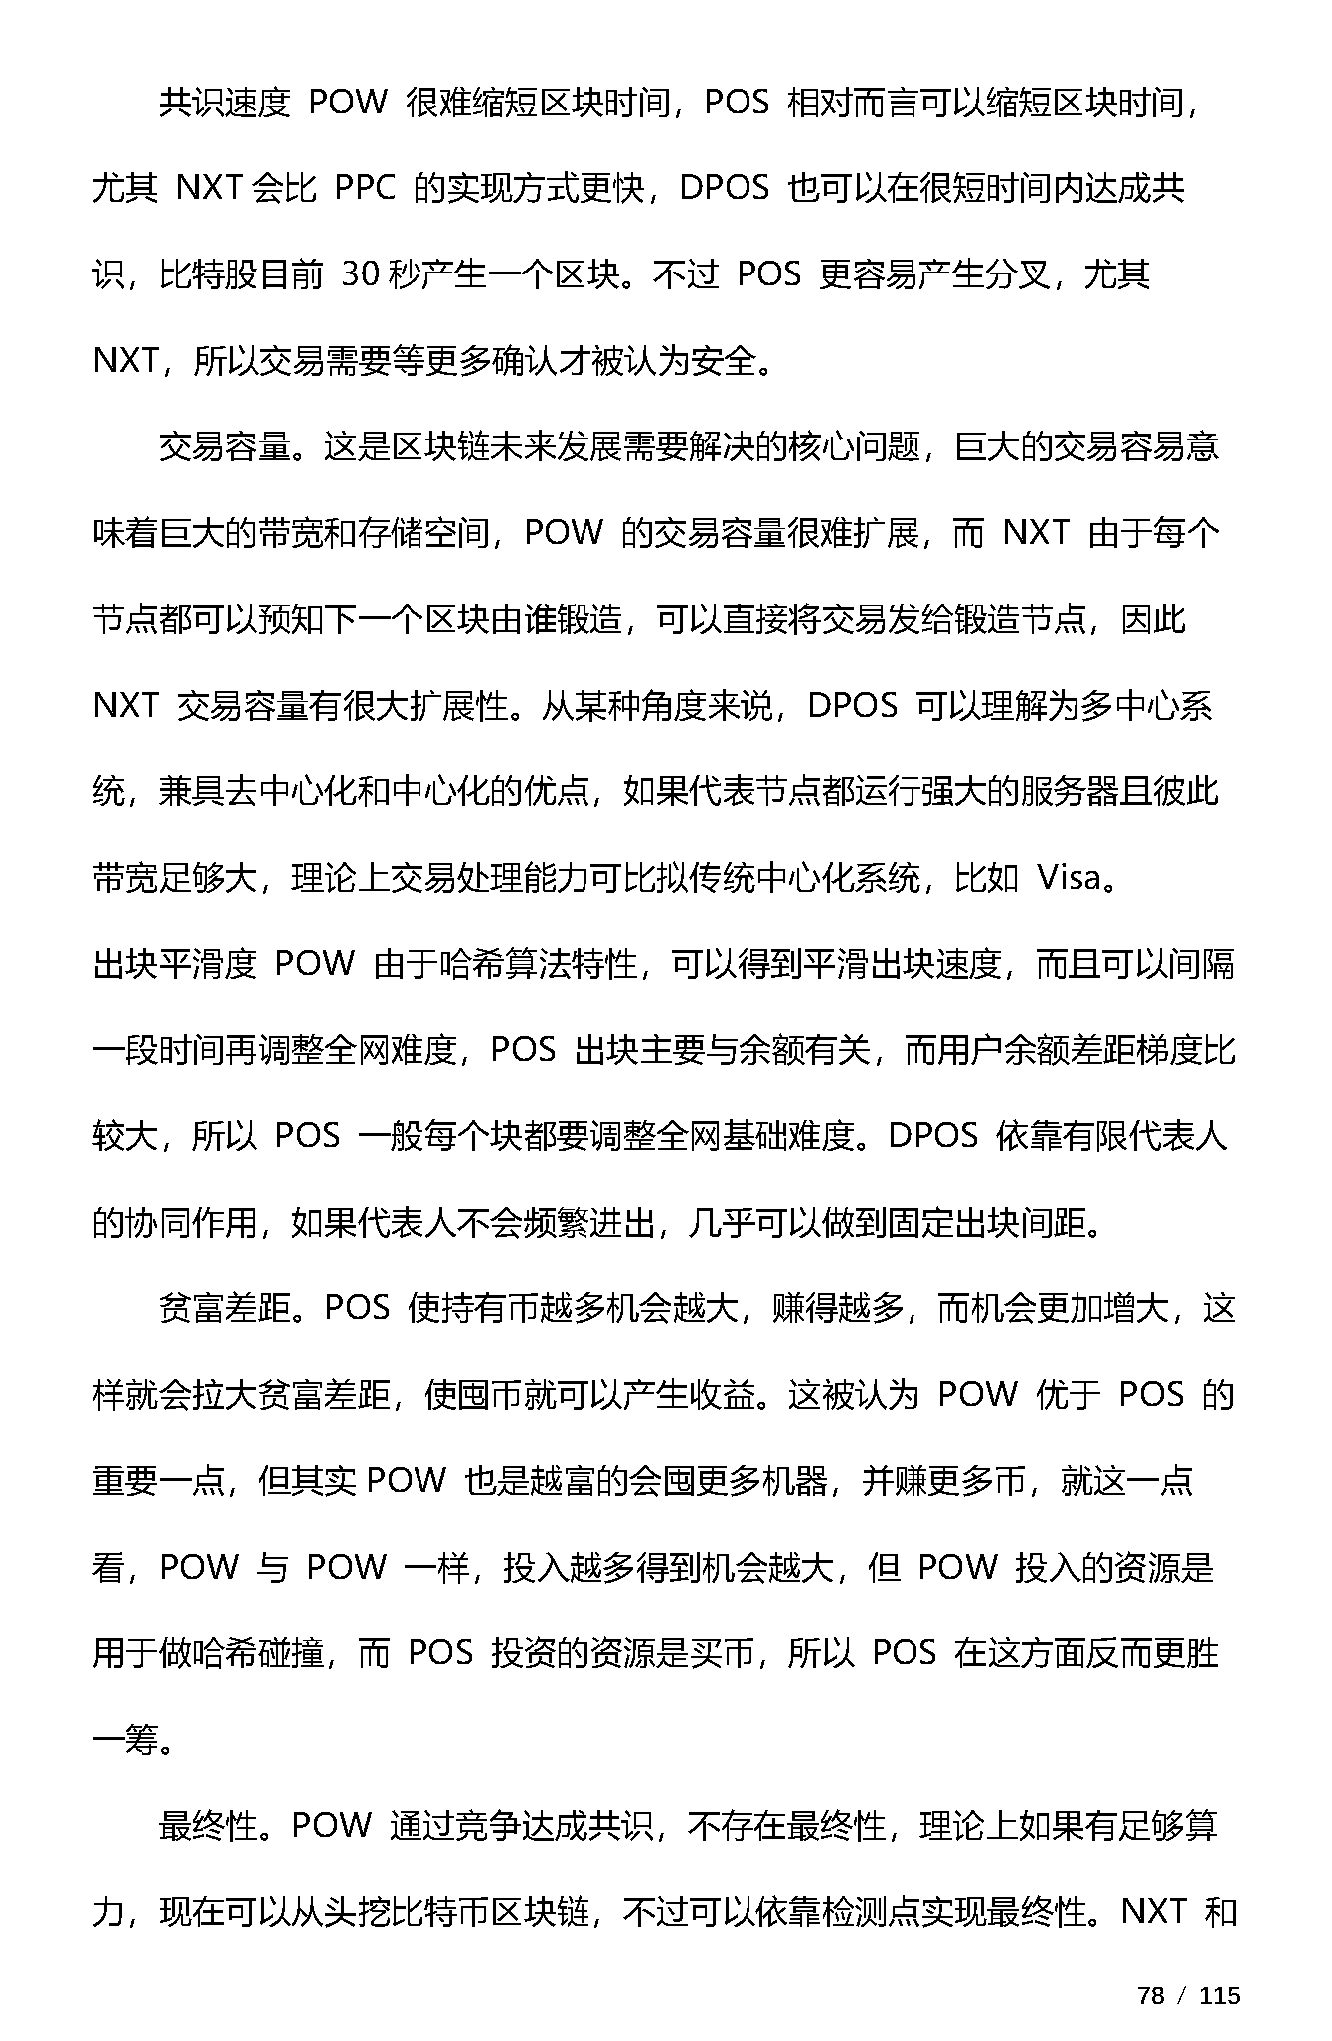 共识速度 POW 很难缩短区块时间，POS 相对而言可以缩短区块时间，
尤其 NXT 会比 PPC 的实现方式更快，DPOS 也可以在很短时间内达成共
识，比特股目前 30 秒产生一个区块。不过 POS 更容易产生分叉，尤其
NXT，所以交易需要等更多确认才被认为安全。
交易容量。这是区块链未来发展需要解决的核心问题，巨大的交易容易意
味着巨大的带宽和存储空间，POW 的交易容量很难扩展，而 NXT 由于每个
节点都可以预知下一个区块由谁锻造，可以直接将交易发给锻造节点，因此
NXT 交易容量有很大扩展性。从某种角度来说，DPOS 可以理解为多中心系
统，兼具去中心化和中心化的优点，如果代表节点都运行强大的服务器且彼此
带宽足够大，理论上交易处理能力可比拟传统中心化系统，比如 Visa。
出块平滑度 POW 由于哈希算法特性，可以得到平滑出块速度，而且可以间隔
一段时间再调整全网难度，POS 出块主要与余额有关，而用户余额差距梯度比
较大，所以 POS 一般每个块都要调整全网基础难度。DPOS 依靠有限代表人
的协同作用，如果代表人不会频繁进出，几乎可以做到固定出块间距。
贫富差距。POS 使持有币越多机会越大，赚得越多，而机会更加增大，这
样就会拉大贫富差距，使囤币就可以产生收益。这被认为 POW 优于 POS 的
重要一点，但其实 POW 也是越富的会囤更多机器，并赚更多币，就这一点
看，POW 与 POW 一样，投入越多得到机会越大，但 POW 投入的资源是
用于做哈希碰撞，而 POS 投资的资源是买币，所以 POS 在这方面反而更胜
一筹。
最终性。POW 通过竞争达成共识，不存在最终性，理论上如果有足够算
力，现在可以从头挖比特币区块链，不过可以依靠检测点实现最终性。NXT 和
78 / 115